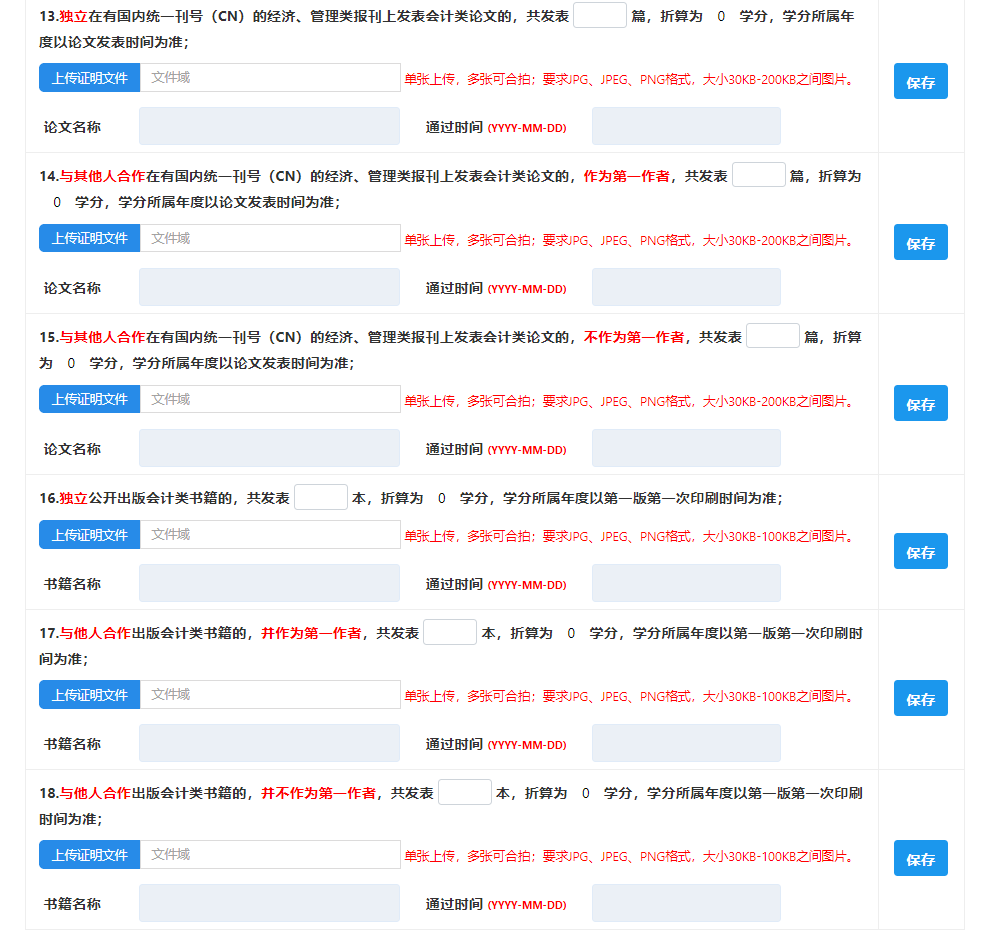 13.独立在有国内统一刊号（CN）的经济、管理类报刊上发表会计类论文的，共发表 篇，折算为 0 学分，学分所属年
度以论文发表时间为准；
上传证明文件 文件域 单张上传，多张可合拍；要求JPG、JPEG、PNG格式，大小30KB-200KB之间图片。 保存
论文名称 通过时间 (YYYY-MM-DD)
14.与其他人合作在有国内统一刊号（CN）的经济、管理类报刊上发表会计类论文的，作为第一作者，共发表 篇，折算为
0 学分，学分所属年度以论文发表时间为准；
上传证明文件 文件域 单张上传，多张可合拍；要求JPG、JPEG、PNG格式，大小30KB-200KB之间图片。 保存
论文名称 通过时间 (YYYY-MM-DD)
15.与其他人合作在有国内统一刊号（CN）的经济、管理类报刊上发表会计类论文的，不作为第一作者，共发表 篇，折算
为 0 学分，学分所属年度以论文发表时间为准；
上传证明文件 文件域 单张上传，多张可合拍；要求JPG、JPEG、PNG格式，大小30KB-200KB之间图片。 保存
论文名称 通过时间 (YYYY-MM-DD)
16.独立公开出版会计类书籍的，共发表 本，折算为 0 学分，学分所属年度以第一版第一次印刷时间为准；
上传证明文件 文件域 单张上传，多张可合拍；要求JPG、JPEG、PNG格式，大小30KB-100KB之间图片。 保存
书籍名称 通过时间 (YYYY-MM-DD)
17.与他人合作出版会计类书籍的，并作为第一作者，共发表 本，折算为 0 学分，学分所属年度以第一版第一次印刷时
间为准；
上传证明文件 文件域 单张上传，多张可合拍；要求JPG、JPEG、PNG格式，大小30KB-100KB之间图片。 保存
书籍名称 通过时间 (YYYY-MM-DD)
18.与他人合作出版会计类书籍的，并不作为第一作者，共发表 本，折算为 0 学分，学分所属年度以第一版第一次印刷
时间为准；
上传证明文件 文件域 单张上传，多张可合拍；要求JPG、JPEG、PNG格式，大小30KB-100KB之间图片。 保存
书籍名称 通过时间 (YYYY-MM-DD)